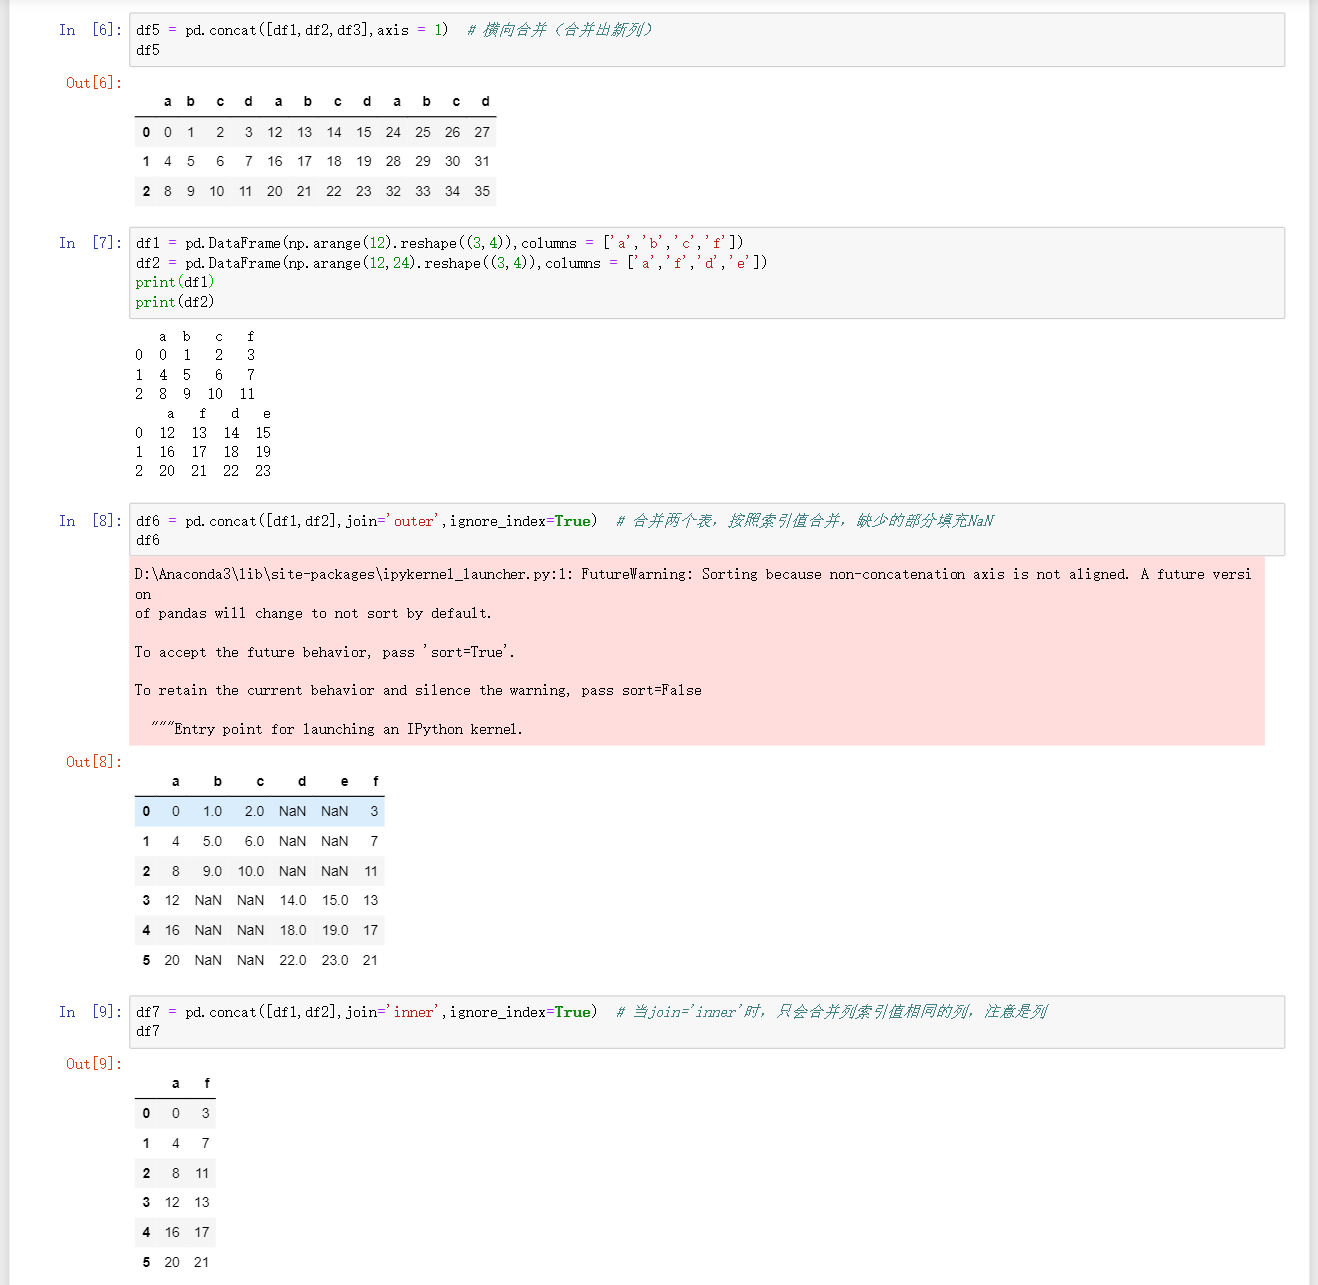 In [6]: df5 = pd.concat([df1,df2,df3],axis = 1)  # 横向合并（合并出新列）
df5
Out[6]:
a b c d a b c d a b c d
0 0 1 2 3 12 13 14 15 24 25 26 27
1 4 5 6 7 16 17 18 19 28 29 30 31
2 8 9 10 11 20 21 22 23 32 33 34 35
In [7]: df1 = pd.DataFrame(np.arange(12).reshape((3,4)),columns = ['a','b','c','f'])
df2 = pd.DataFrame(np.arange(12,24).reshape((3,4)),columns = ['a','f','d','e'])
print(df1)
print(df2)
a b c f
0 0 1 2 3
1 4 5 6 7
2 8 9 10 11
a f d e
0 12 13 14 15
1 16 17 18 19
2 20 21 22 23
In [8]: df6 = pd.concat([df1,df2],join='outer',ignore_index=True)  # 合并两个表，按照索引值合并，缺少的部分填充NaN
df6
D:\Anaconda3\lib\site-packages\ipykernel_launcher.py:1: FutureWarning: Sorting because non-concatenation axis is not aligned. A future versi
on
of pandas will change to not sort by default.
To accept the future behavior, pass 'sort=True'.
To retain the current behavior and silence the warning, pass sort=False
"""Entry point for launching an IPython kernel.
Out[8]:
a b c d e f
0 0 1.0 2.0 NaN NaN 3
1 4 5.0 6.0 NaN NaN 7
2 8 9.0 10.0 NaN NaN 11
3 12 NaN NaN 14.0 15.0 13
4 16 NaN NaN 18.0 19.0 17
5 20 NaN NaN 22.0 23.0 21
In [9]: df7 = pd.concat([df1,df2],join='inner',ignore_index=True)  # 当join='inner'时，只会合并列索引值相同的列，注意是列
df7
Out[9]:
a f
0 0 3
1 4 7
2 8 11
3 12 13
4 16 17
5 20 21